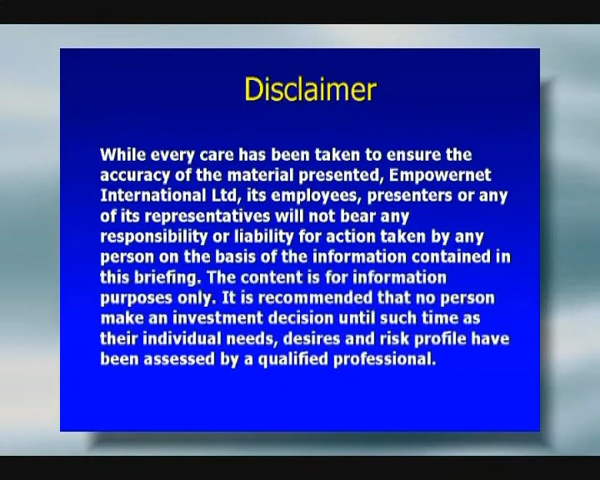 Disclaimer
While every care has been taken to ensure the
accuracy of the material presented, Empowernet
International Ltd, its employees, presenters or any
of its representatives will not bear any
responsibility or liability for action taken by any
person on the basis of the information contained in
this briefing. The content is for information
purposes only. It is recommended that no person
make an investment decision until such time as
their individual needs, desires and risk profile have
been assessed by a qualified professional.